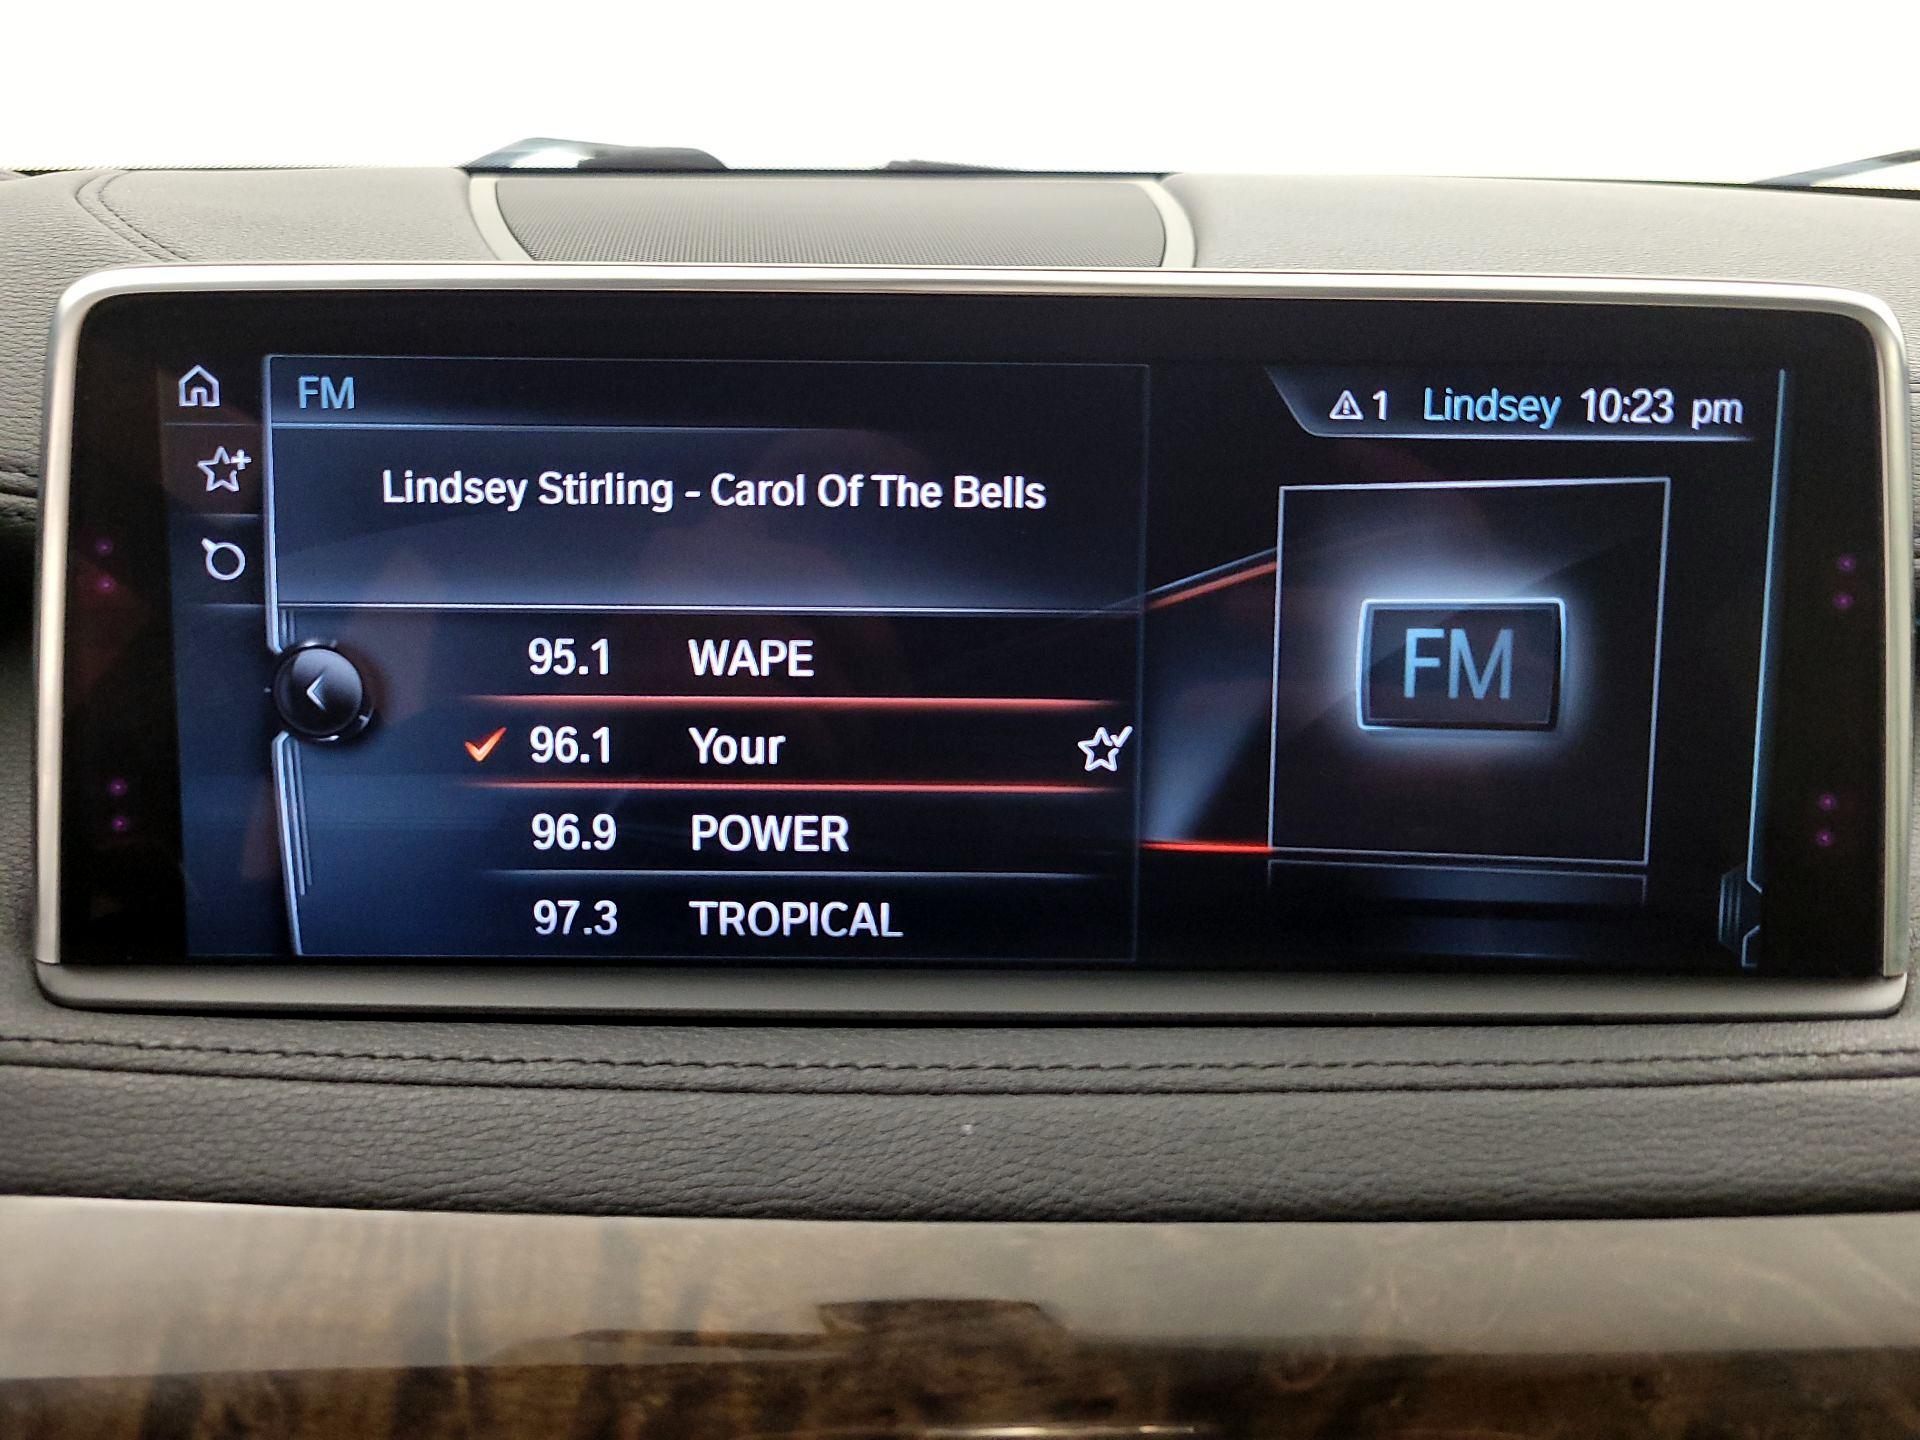 FM
1 Lindsey 10:23 pm
Lindsey Stirling - Carol Of The Bells
95.1 WAPE
96.1 Your
96.9 POWER
97.3 TROPICAL
FM